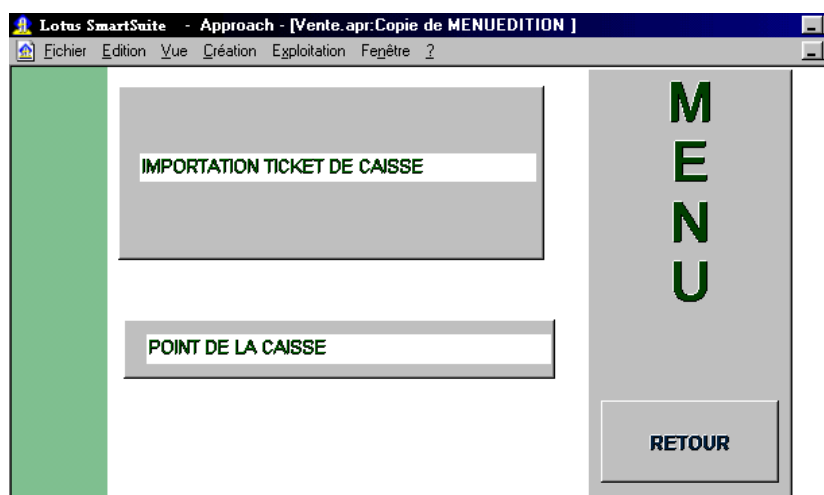 Lotus SmartSuite - Approach - [Vente.apr:Copie de MENUEDITION ]
Fichier Edition Vue Création Exploitation Fenêtre ?
IMPORTATION TICKET DE CAISSE
POINT DE LA CAISSE
M
E
N
U
RETOUR